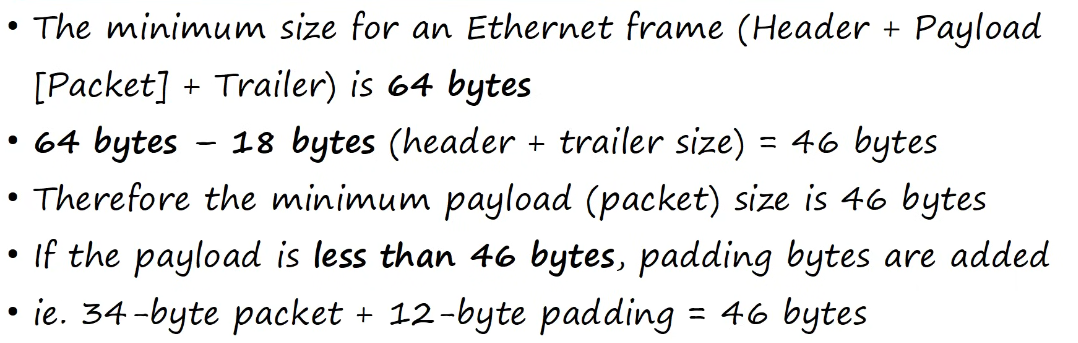 • The minimum size for an Ethernet frame (Header + Payload
[Packet] + Trailer) is 64 bytes
• 64 bytes – 18 bytes (header + trailer size) = 46 bytes
• Therefore the minimum payload (packet) size is 46 bytes
• If the payload is less than 46 bytes, padding bytes are added
• ie. 34-byte packet + 12-byte padding = 46 bytes